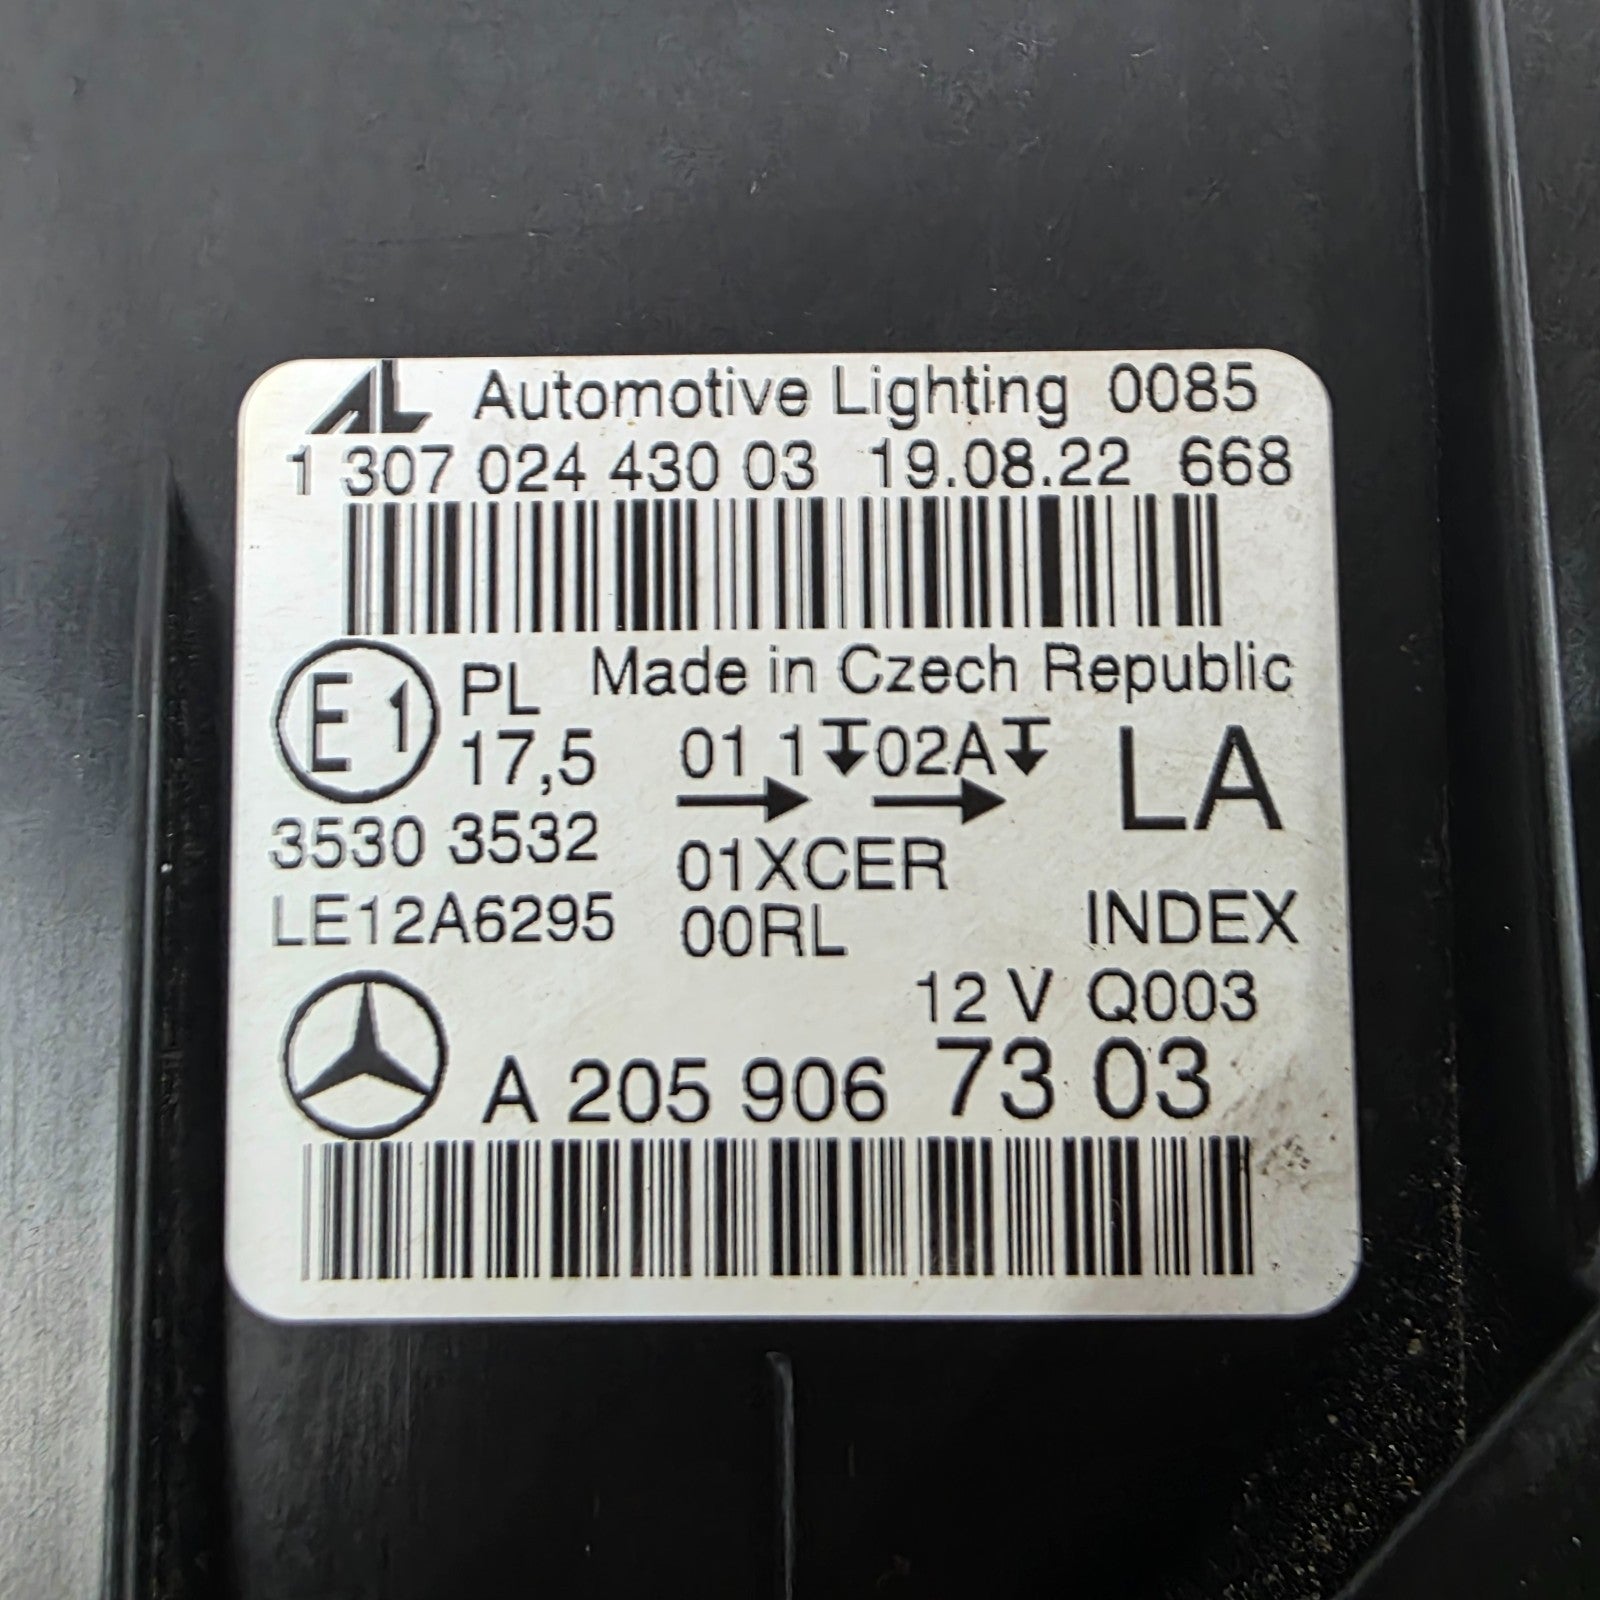 AL Automotive Lighting 0085
1 307 024 430 03 19.08.22 668
E1 PL Made in Czech Republic
17,5 01 1 02A LA
3530 3532 01XCER
LE12A6295 00RL INDEX
12 V Q003
A 205 906 73 03